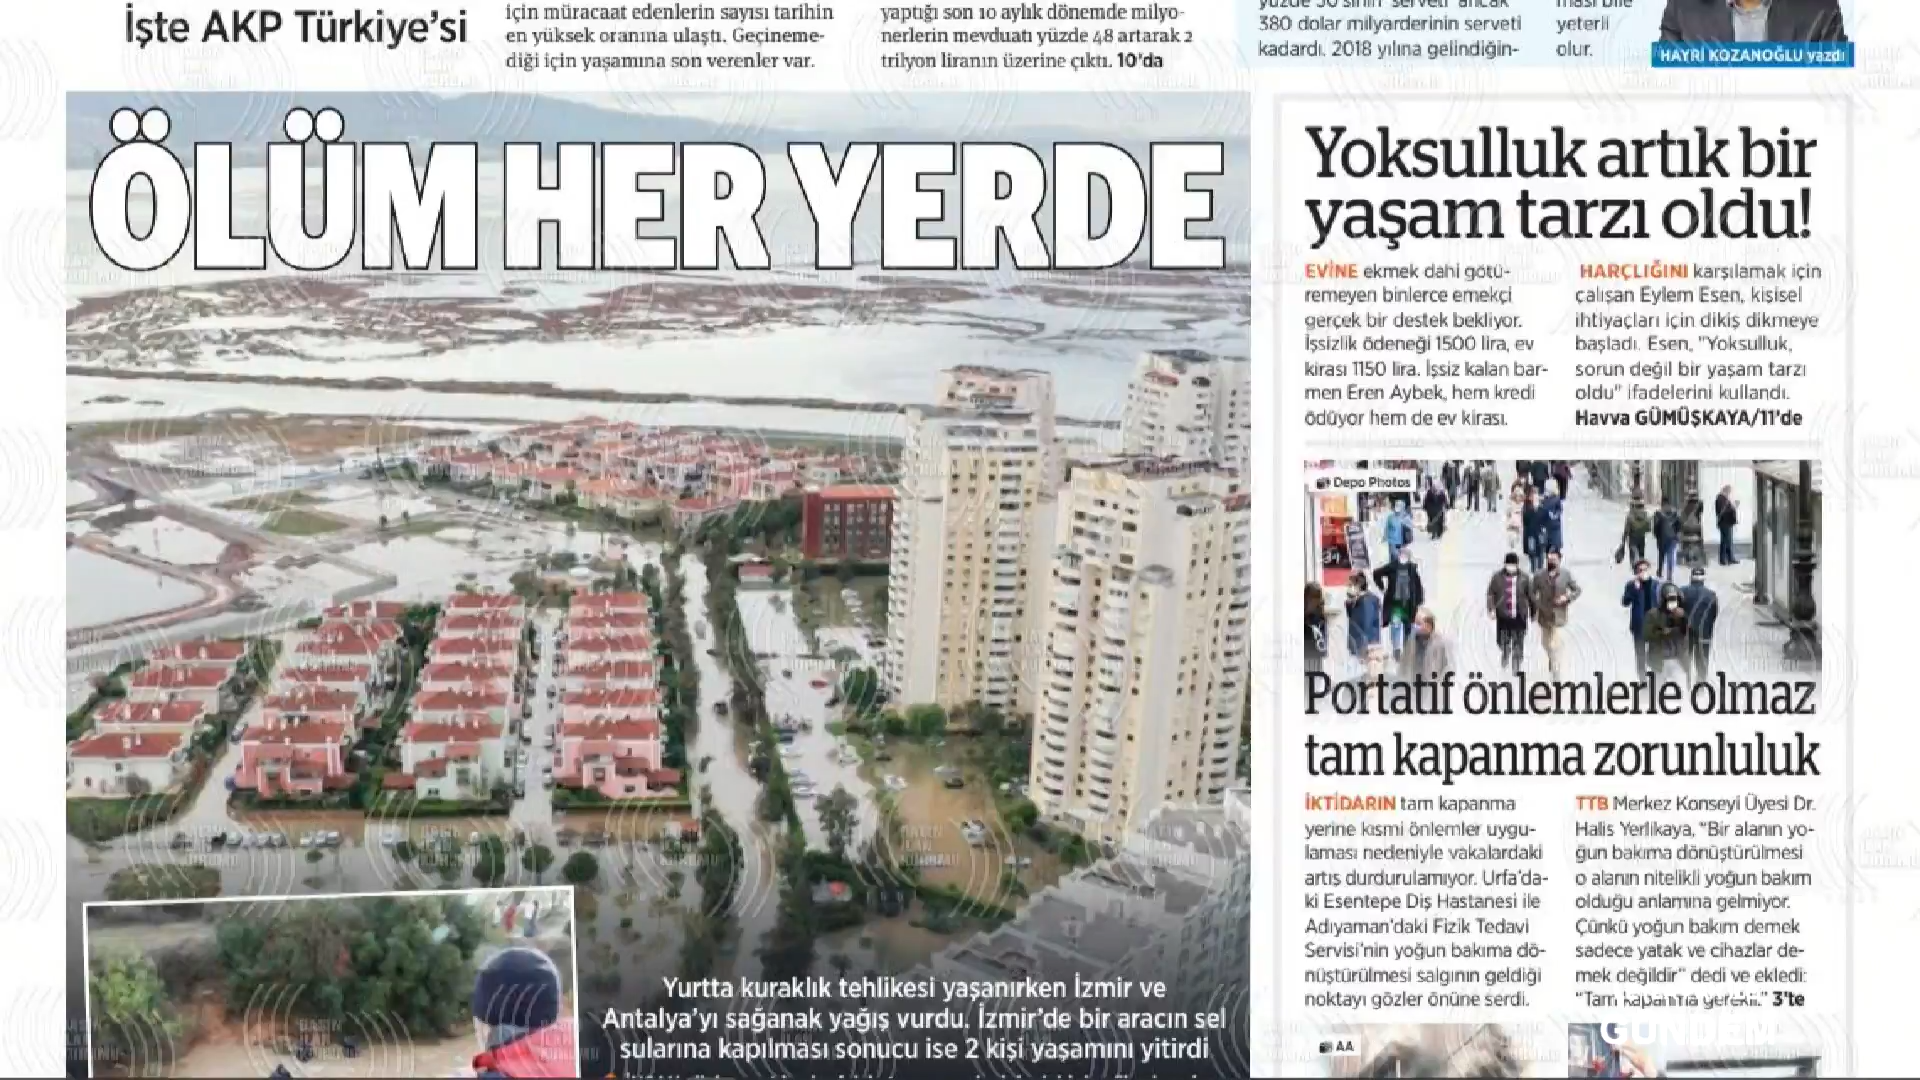 İşte AKP Türkiye'si
için müracaat edenlerin sayısı tarihin
en yüksek oranına ulaştı. Geçineme-
diği için yaşamına son verenler var.
yaptığı son 10 aylık dönemde milyo-
nerlerin mevduatı yüzde 48 artarak 2
trilyon liranın üzerine çıktı. 10'da
380 dolar milyarderinin serveti
kadardı. 2018 yılına gelindiğin-
yeterli
olur.
HAYRİ KOZANOĞLU yazdı
ÖLÜM HER YERDE
Yurtta kuraklık tehlikesi yaşanırken İzmir ve
Antalya'yı sağanak yağış vurdu. İzmir'de bir aracın sel
sularına kapılması sonucu ise 2 kişi yaşamını yitirdi
Yoksulluk artık bir
yaşam tarzı oldu!
EVİNE ekmek dahi götü-
remeyen binlerce emekçi
gerçek bir destek bekliyor.
İşsizlik ödeneği 1500 lira, ev
kirası 1150 lira. İşsiz kalan bar-
men Eren Aybek, hem kredi
ödüyor hem de ev kirası.
HARÇLIĞINI karşılamak için
çalışan Eylem Esen, kişisel
ihtiyaçları için dikiş dikmeye
başladı. Esen, "Yoksulluk,
sorun değil bir yaşam tarzı
oldu" ifadelerini kullandı.
Havva GÜMÜŞKAYA/11'de
Depo Photos
Portatif önlemlerle olmaz
tam kapanma zorunluluk
İKTİDARIN tam kapanma
yerine kısmi önlemler uygu-
laması nedeniyle vakalardaki
artış durdurulamıyor. Urfa'da-
ki Esentepe Diş Hastanesi ile
Adıyaman'daki Fizik Tedavi
Servisi'nin yoğun bakıma dö-
nüştürülmesi salgının geldiği
noktayı gözler önüne serdi.
TTB Merkez Konseyi Üyesi Dr.
Halis Yerlikaya, "Bir alanın yo-
ğun bakıma dönüştürülmesi
o alanın nitelikli yoğun bakım
olduğu anlamına gelmiyor.
Çünkü yoğun bakım demek
sadece yatak ve cihazlar de-
mek değildir" dedi ve ekledi:
"Tam kapanma gerekli." 3'te
AA
GÜNDEM